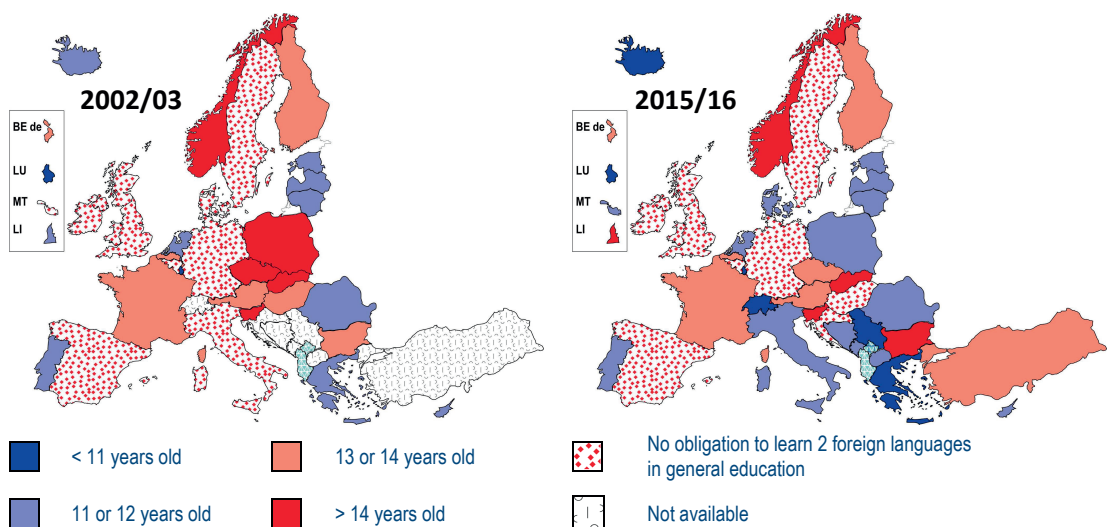 2002/03
BE de
LU
MT
LI
2015/16
BE de
LU
MT
LI
< 11 years old
13 or 14 years old
No obligation to learn 2 foreign languages
in general education
11 or 12 years old
> 14 years old
Not available